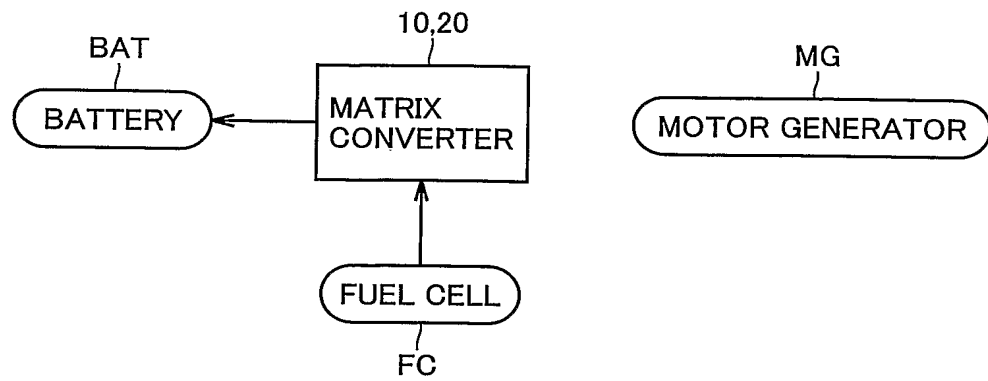 10,20
BAT
MG
BATTERY
MATRIX
CONVERTER
MOTOR GENERATOR
FUEL CELL
FC